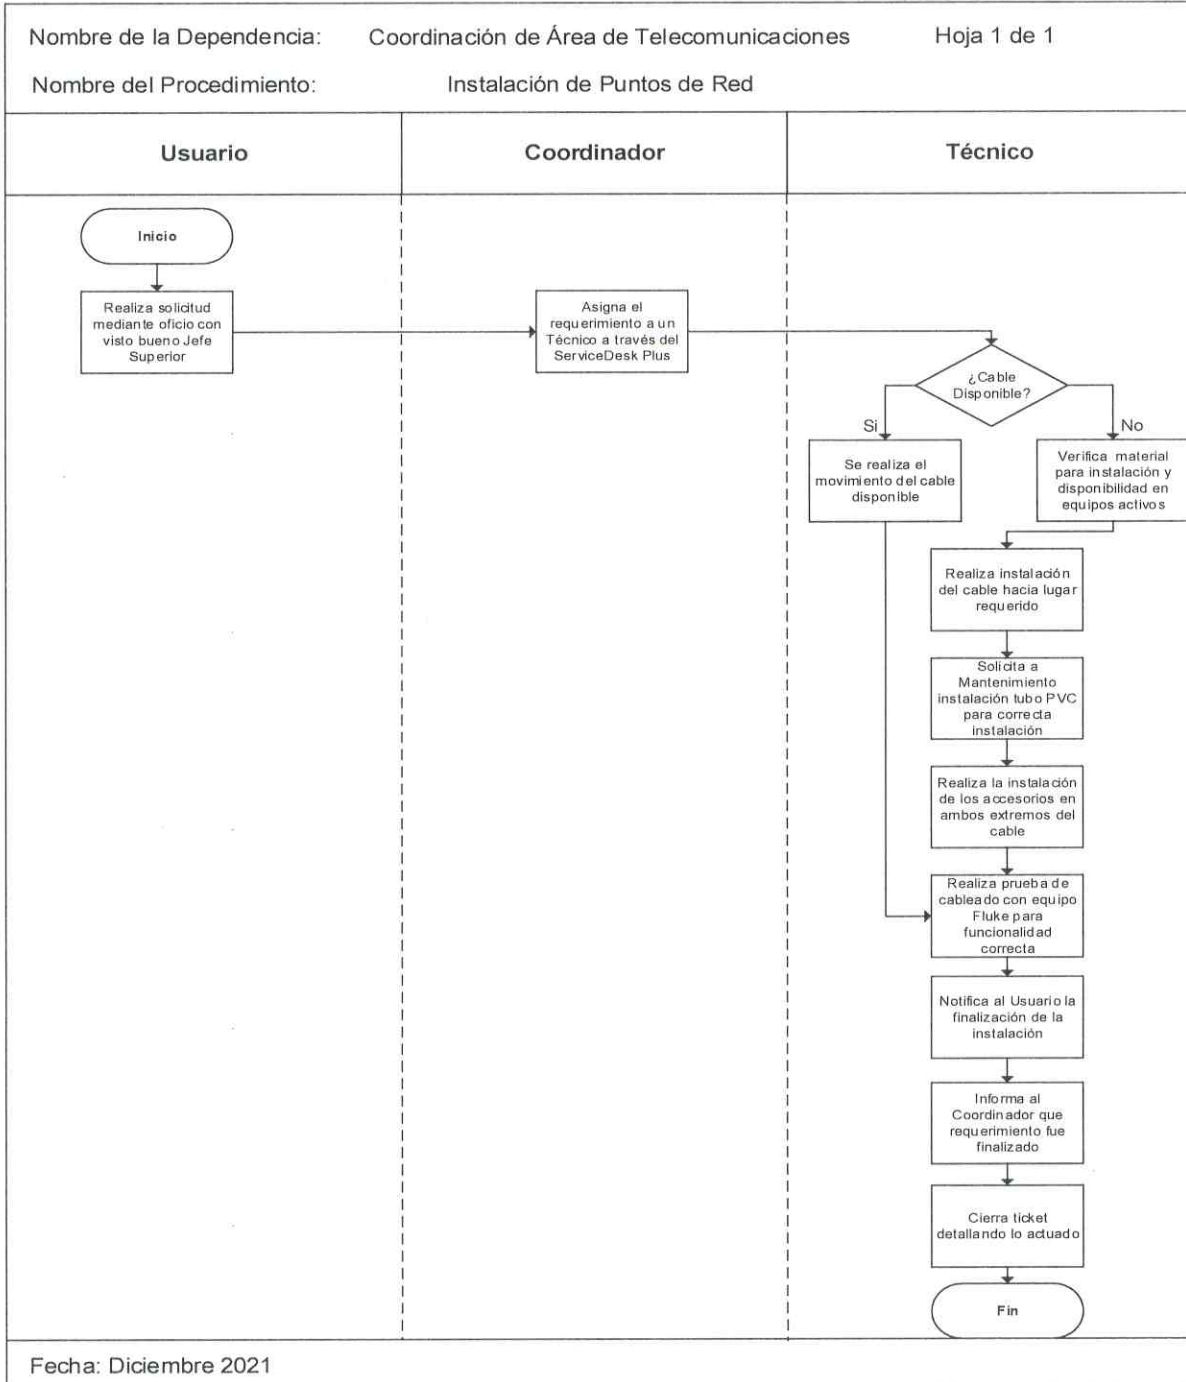 Nombre de la Dependencia: Coordinación de Área de Telecomunicaciones Hoja 1 de 1
Nombre del Procedimiento: Instalación de Puntos de Red
Usuario
Coordinador
Técnico
Inicio
Realiza solicitud
mediante oficio con
visto bueno Jefe
Superior
Asigna el
requerimiento a un
Técnico a través del
ServiceDesk Plus
¿Cable
Disponible?
Si
No
Se realiza el
movimiento del cable
disponible
Verifica material
para instalación y
disponibilidad en
equipos activos
Realiza instalación
del cable hacia lugar
requerido
Solicita a
Mantenimiento
instalación tubo PVC
para correcta
instalación
Realiza la instalación
de los accesorios en
ambos extremos del
cable
Realiza prueba de
cableado con equipo
Fluke para
funcionalidad
correcta
Notifica al Usuario la
finalización de la
instalación
Informa al
Coordinador que
requerimiento fue
finalizado
Cierra ticket
detallando lo actuado
Fin
Fecha: Diciembre 2021